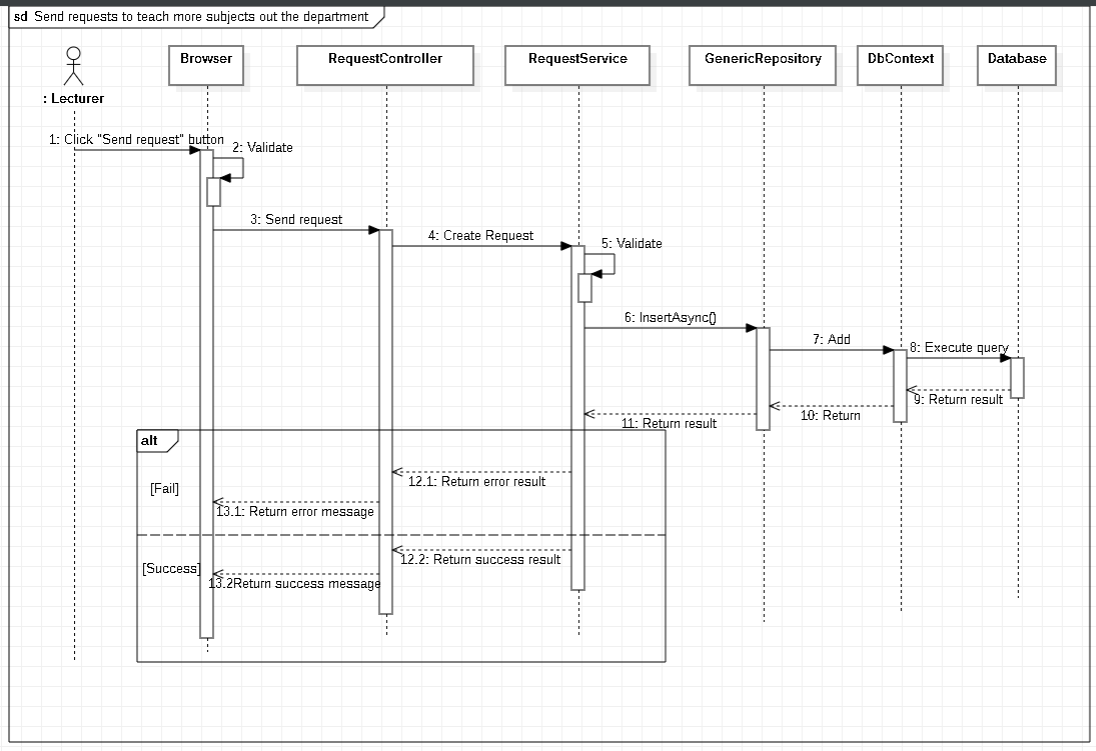 sd Send requests to teach more subjects out the department
Browser
RequestController
RequestService
GenericRepository
DbContext
Database
: Lecturer
1: Click "Send request" button
2: Validate
3: Send request
4: Create Request
5: Validate
6: InsertAsync()
7: Add
8: Execute query
9: Return result
10: Return
11: Return result
alt
12.1: Return error result
[Fail]
13.1: Return error message
12.2: Return success result
[Success]
13.2Return success message